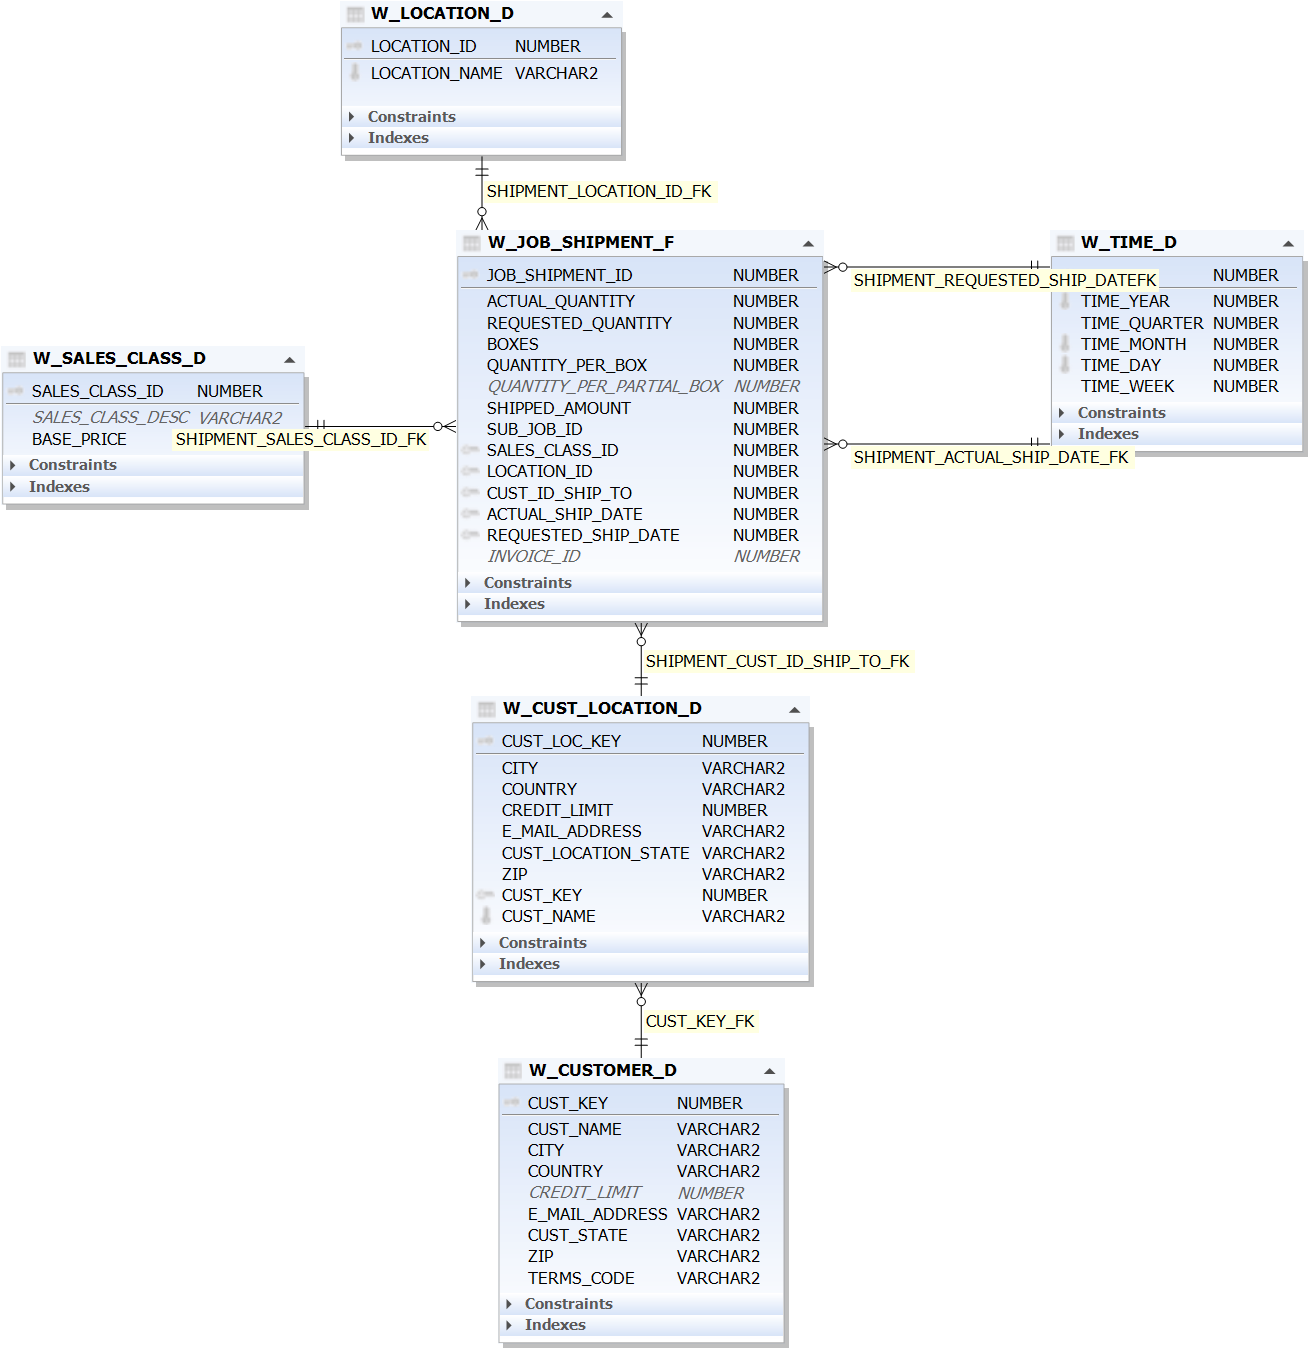 W_LOCATION_D
LOCATION_ID NUMBER
LOCATION_NAME VARCHAR2
Constraints
Indexes
SHIPMENT_LOCATION_ID_FK
W_JOB_SHIPMENT_F
JOB_SHIPMENT_ID NUMBER
ACTUAL_QUANTITY NUMBER
REQUESTED_QUANTITY NUMBER
BOXES NUMBER
QUANTITY_PER_BOX NUMBER
QUANTITY_PER_PARTIAL_BOX NUMBER
SHIPPED_AMOUNT NUMBER
SUB_JOB_ID NUMBER
SALES_CLASS_ID NUMBER
LOCATION_ID NUMBER
CUST_ID_SHIP_TO NUMBER
ACTUAL_SHIP_DATE NUMBER
REQUESTED_SHIP_DATE NUMBER
INVOICE_ID NUMBER
Constraints
Indexes
W_TIME_D
SHIPMENT_REQUESTED_SHIP_DATEFK
NUMBER
TIME_YEAR NUMBER
TIME_QUARTER NUMBER
TIME_MONTH NUMBER
TIME_DAY NUMBER
TIME_WEEK NUMBER
Constraints
Indexes
SHIPMENT_ACTUAL_SHIP_DATE_FK
W_SALES_CLASS_D
SALES_CLASS_ID NUMBER
SALES_CLASS_DESC VARCHAR2
BASE_PRICE
SHIPMENT_SALES_CLASS_ID_FK
Constraints
Indexes
SHIPMENT_CUST_ID_SHIP_TO_FK
W_CUST_LOCATION_D
CUST_LOC_KEY NUMBER
CITY VARCHAR2
COUNTRY VARCHAR2
CREDIT_LIMIT NUMBER
E_MAIL_ADDRESS VARCHAR2
CUST_LOCATION_STATE VARCHAR2
ZIP VARCHAR2
CUST_KEY NUMBER
CUST_NAME VARCHAR2
Constraints
Indexes
CUST_KEY_FK
W_CUSTOMER_D
CUST_KEY NUMBER
CUST_NAME VARCHAR2
CITY VARCHAR2
COUNTRY VARCHAR2
CREDIT_LIMIT NUMBER
E_MAIL_ADDRESS VARCHAR2
CUST_STATE VARCHAR2
ZIP VARCHAR2
TERMS_CODE VARCHAR2
Constraints
Indexes